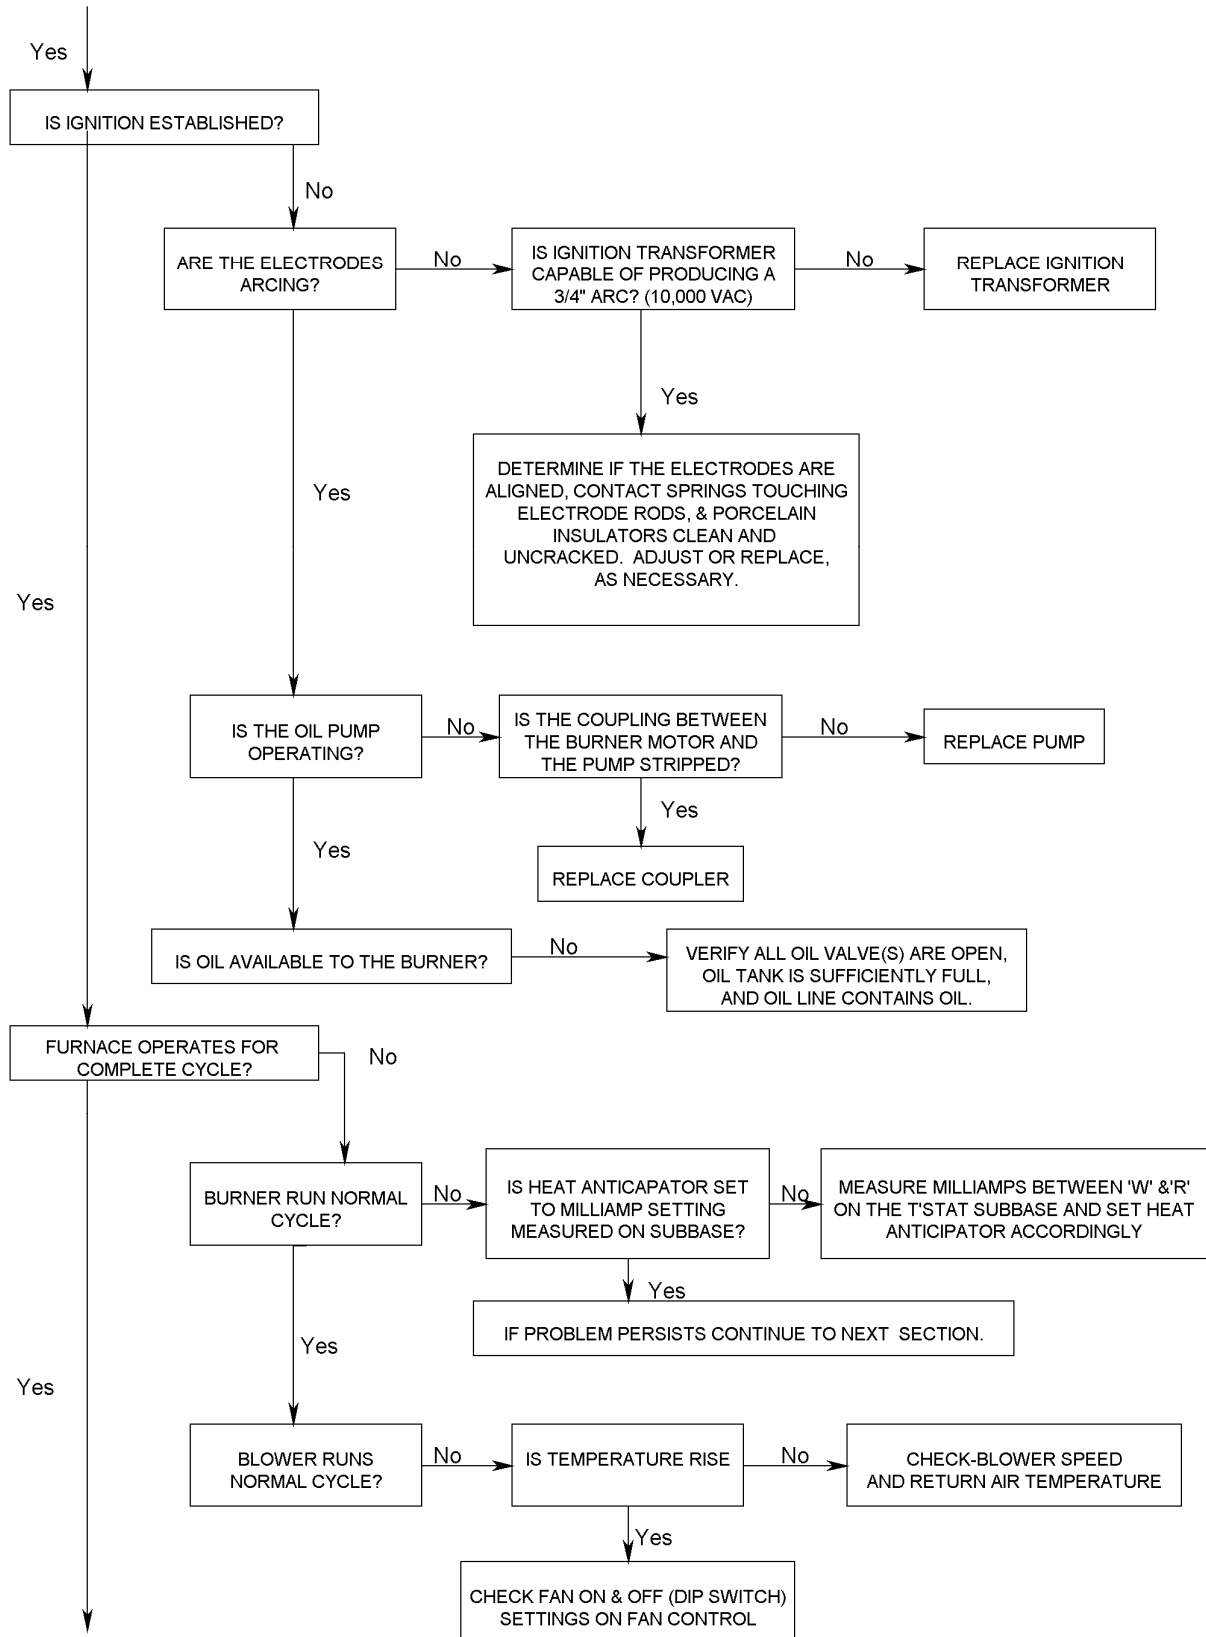 Yes
IS IGNITION ESTABLISHED?
No
ARE THE ELECTRODES
ARCING?
No
IS IGNITION TRANSFORMER
CAPABLE OF PRODUCING A
3/4" ARC? (10,000 VAC)
No
REPLACE IGNITION
TRANSFORMER
Yes
DETERMINE IF THE ELECTRODES ARE
ALIGNED, CONTACT SPRINGS TOUCHING
ELECTRODE RODS, & PORCELAIN
INSULATORS CLEAN AND
UNCRACKED. ADJUST OR REPLACE,
AS NECESSARY.
Yes
Yes
IS THE OIL PUMP
OPERATING?
No
IS THE COUPLING BETWEEN
THE BURNER MOTOR AND
THE PUMP STRIPPED?
No
REPLACE PUMP
Yes
REPLACE COUPLER
Yes
IS OIL AVAILABLE TO THE BURNER?
No
VERIFY ALL OIL VALVE(S) ARE OPEN,
OIL TANK IS SUFFICIENTLY FULL,
AND OIL LINE CONTAINS OIL.
FURNACE OPERATES FOR
COMPLETE CYCLE?
No
BURNER RUN NORMAL
CYCLE?
No
IS HEAT ANTICAPATOR SET
TO MILLIAMP SETTING
MEASURED ON SUBBASE?
No
MEASURE MILLIAMPS BETWEEN 'W' &'R'
ON THE T'STAT SUBBASE AND SET HEAT
ANTICIPATOR ACCORDINGLY
Yes
IF PROBLEM PERSISTS CONTINUE TO NEXT SECTION.
Yes
Yes
BLOWER RUNS
NORMAL CYCLE?
No
IS TEMPERATURE RISE
No
CHECK-BLOWER SPEED
AND RETURN AIR TEMPERATURE
Yes
CHECK FAN ON & OFF (DIP SWITCH)
SETTINGS ON FAN CONTROL